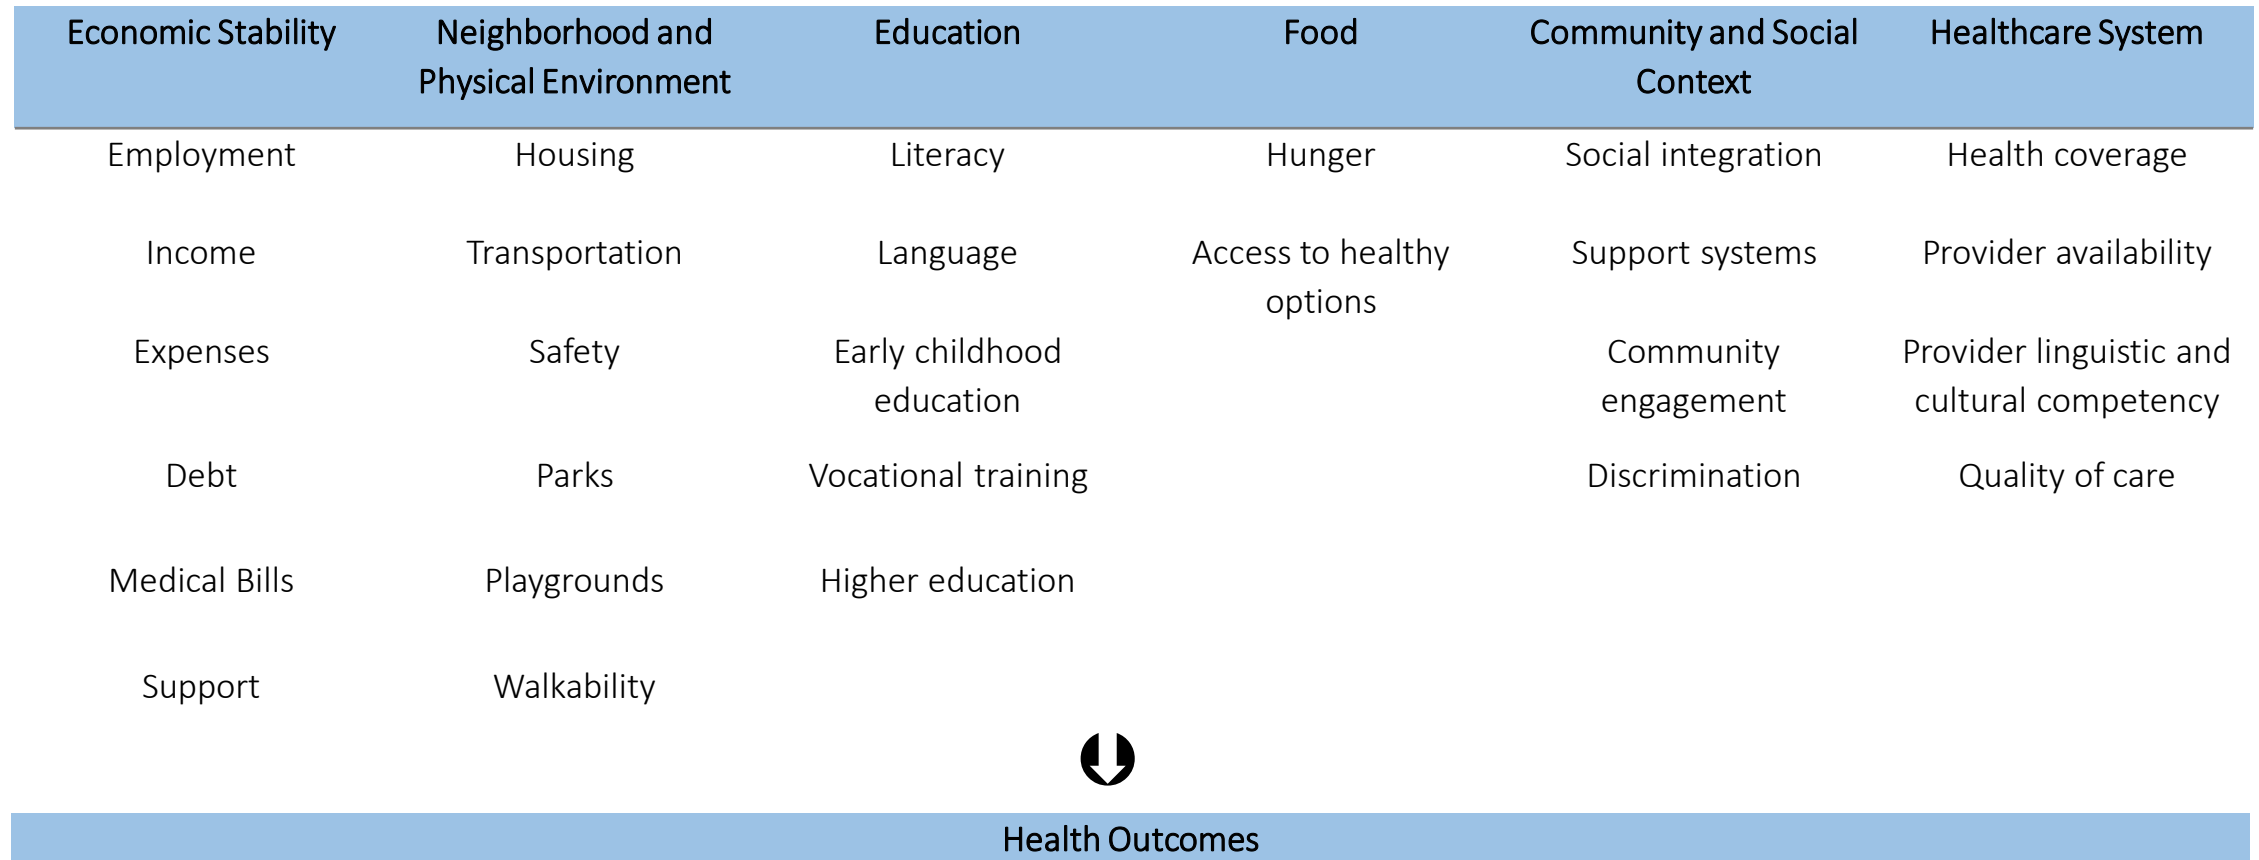 Economic Stability
Neighborhood and
Physical Environment
Education
Food
Community and Social
Context
Healthcare System
Employment
Housing
Literacy
Hunger
Social integration
Health coverage
Income
Transportation
Language
Access to healthy
options
Support systems
Provider availability
Expenses
Safety
Early childhood
education
Community
engagement
Provider linguistic and
cultural competency
Debt
Parks
Vocational training
Discrimination
Quality of care
Medical Bills
Playgrounds
Higher education
Support
Walkability
Health Outcomes